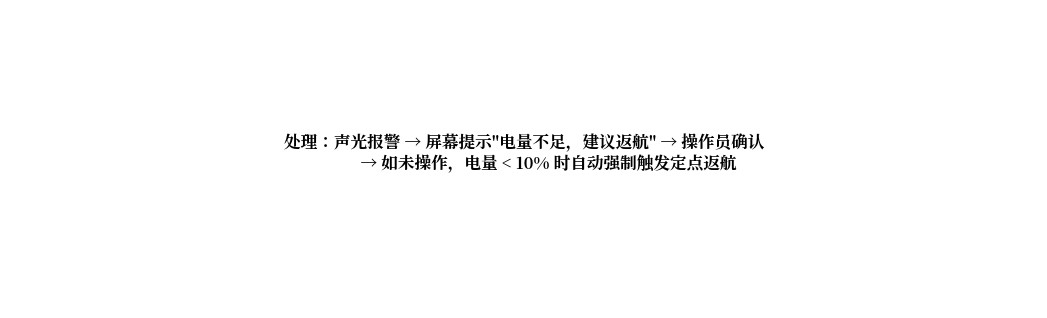 处理：声光报警 → 屏幕提示"电量不足，建议返航" → 操作员确认
→ 如未操作，电量 < 10% 时自动强制触发定点返航